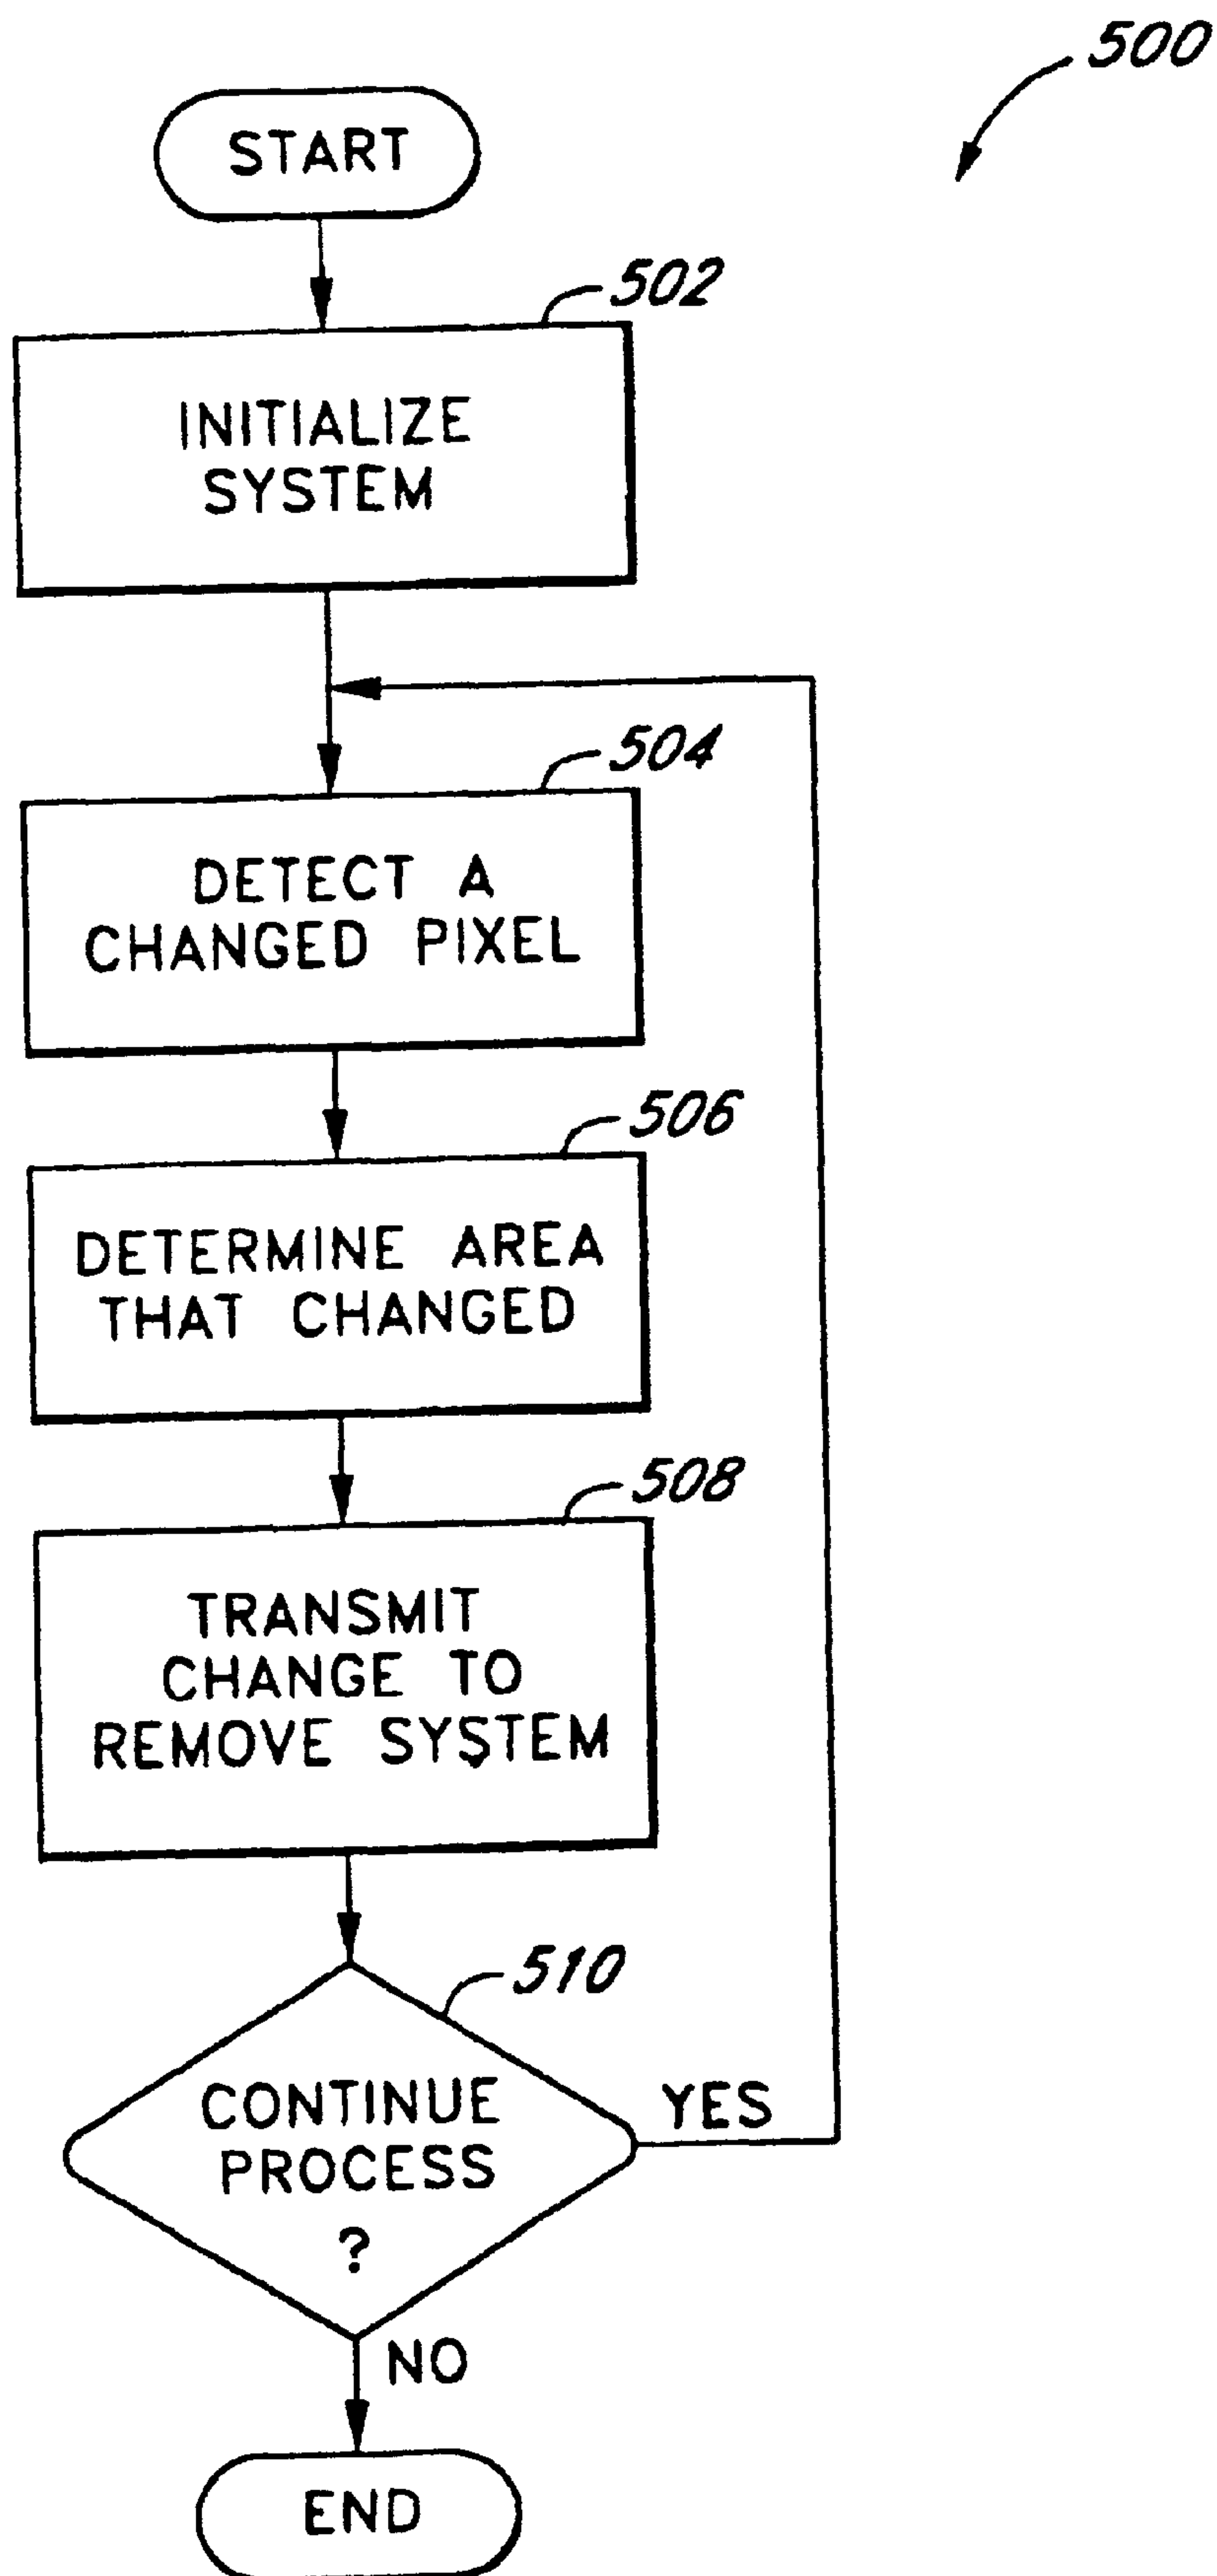 500
START
502
INITIALIZE
SYSTEM
504
DETECT A
CHANGED PIXEL
506
DETERMINE AREA
THAT CHANGED
508
TRANSMIT
CHANGE TO
REMOVE SYSTEM
510
CONTINUE
PROCESS
?
YES
NO
END